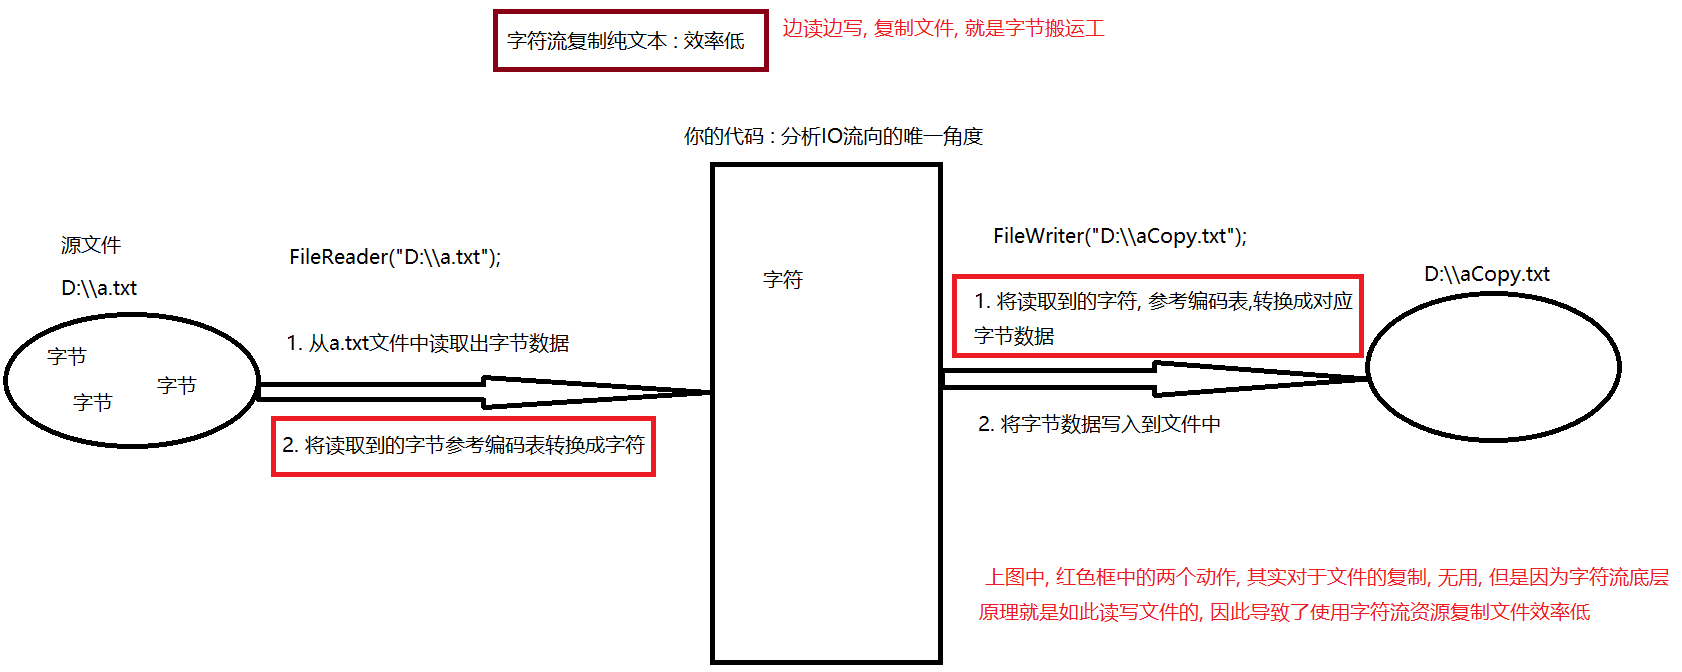 字符流复制纯文本 : 效率低
边读边写, 复制文件, 就是字节搬运工
你的代码 : 分析IO流向的唯一角度
源文件
D:\\a.txt
字节
字节
字节
FileReader("D:\\a.txt");
1. 从a.txt文件中读取出字节数据
2. 将读取到的字节参考编码表转换成字符
字符
FileWriter("D:\\aCopy.txt");
1. 将读取到的字符, 参考编码表,转换成对应
字节数据
2. 将字节数据写入到文件中
D:\\aCopy.txt
上图中, 红色框中的两个动作, 其实对于文件的复制, 无用, 但是因为字符流底层
原理就是如此读写文件的, 因此导致了使用字符流资源复制文件效率低